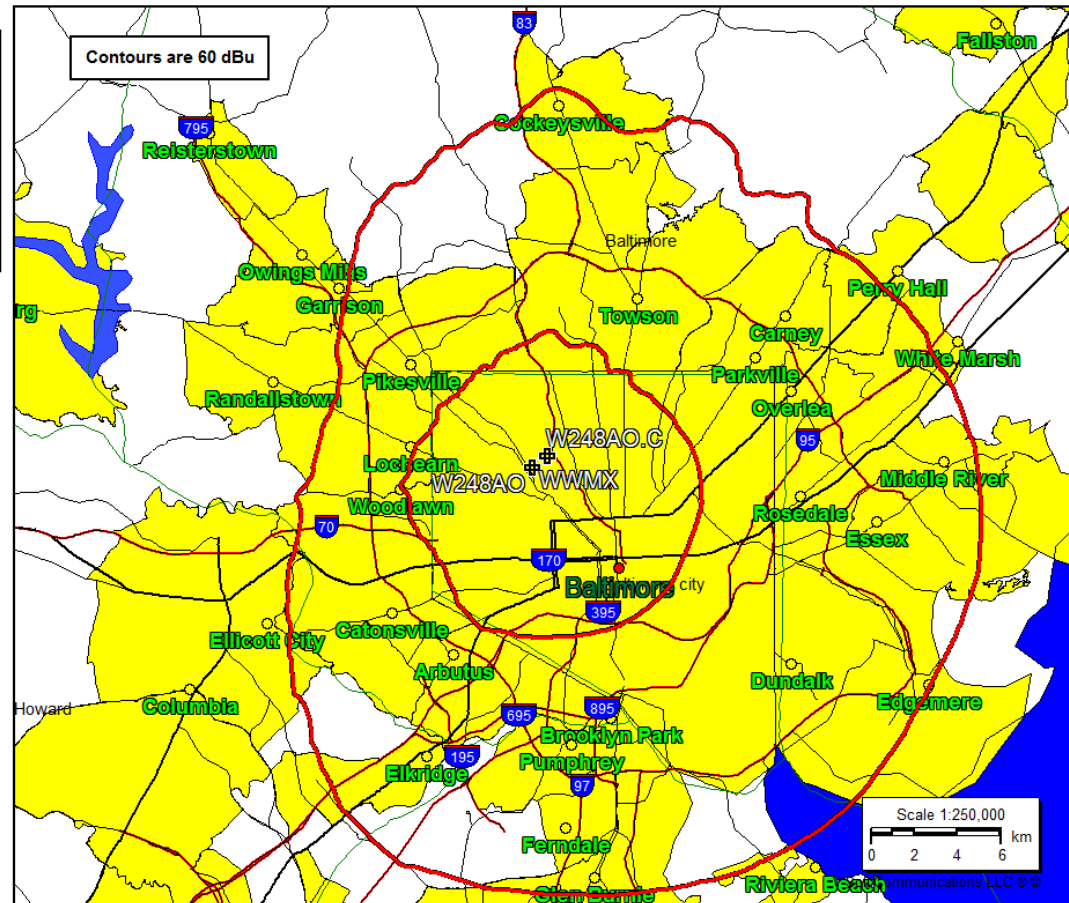 83
Fallston
Contours are 60 dBu
Cockeysville
795
Reisterstown
Baltimore
Owings Mills
Garrison
Perry Hall
rg
Towson
Carney
White Marsh
Pikesville
Parkville
Randallstown
Overlea
W248AO.C
95
Lochearn
W248AO
WWMX
Middle River
Woodlawn
Rosedale
70
Essex
170
Baltimore
city
395
Catonsville
Ellicott City
Arbutus
Dundalk
Edgemere
Howard
Columbia
695
895
Brooklyn Park
195
Elkridge
Pumphrey
97
Scale 1:250,000
km
0 2 4 6
Ferndale
Glen Burnie
Riviera Beach
ommunications LLC ® ©